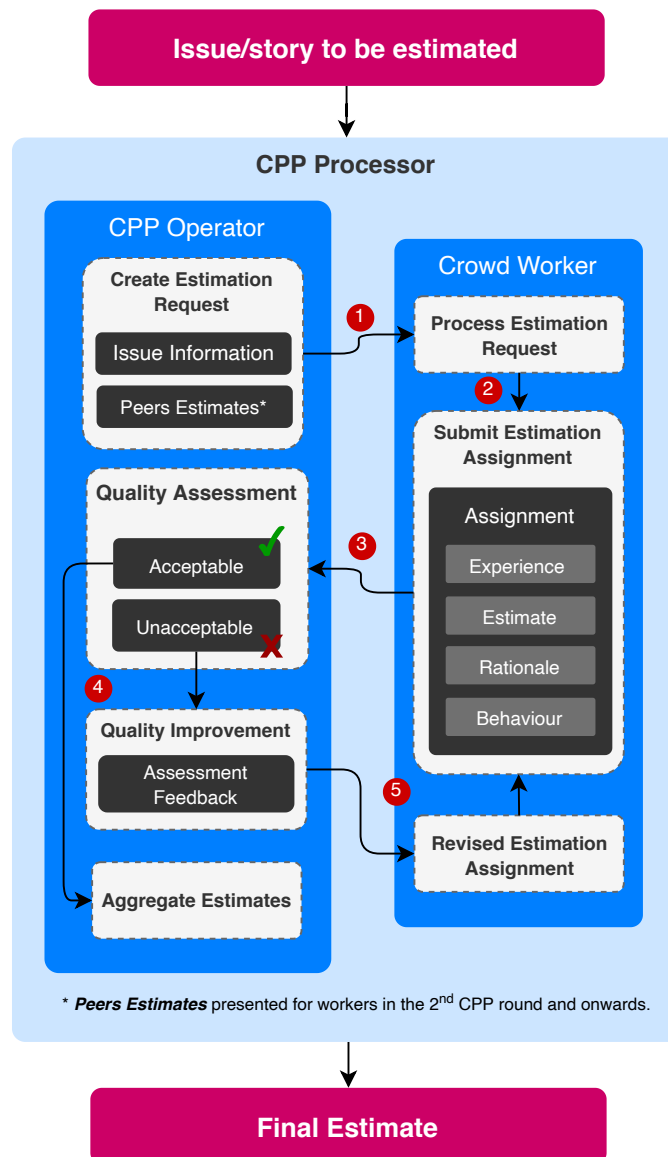 Issue/story to be estimated
CPP Processor
CPP Operator
Create Estimation
Request
Issue Information
Peers Estimates*
Quality Assessment
Acceptable
✓
Unacceptable
X
4
Quality Improvement
Assessment
Feedback
Aggregate Estimates
1
3
5
Crowd Worker
Process Estimation
Request
2
Submit Estimation
Assignment
Assignment
Experience
Estimate
Rationale
Behaviour
Revised Estimation
Assignment
* Peers Estimates presented for workers in the 2nd CPP round and onwards.
Final Estimate